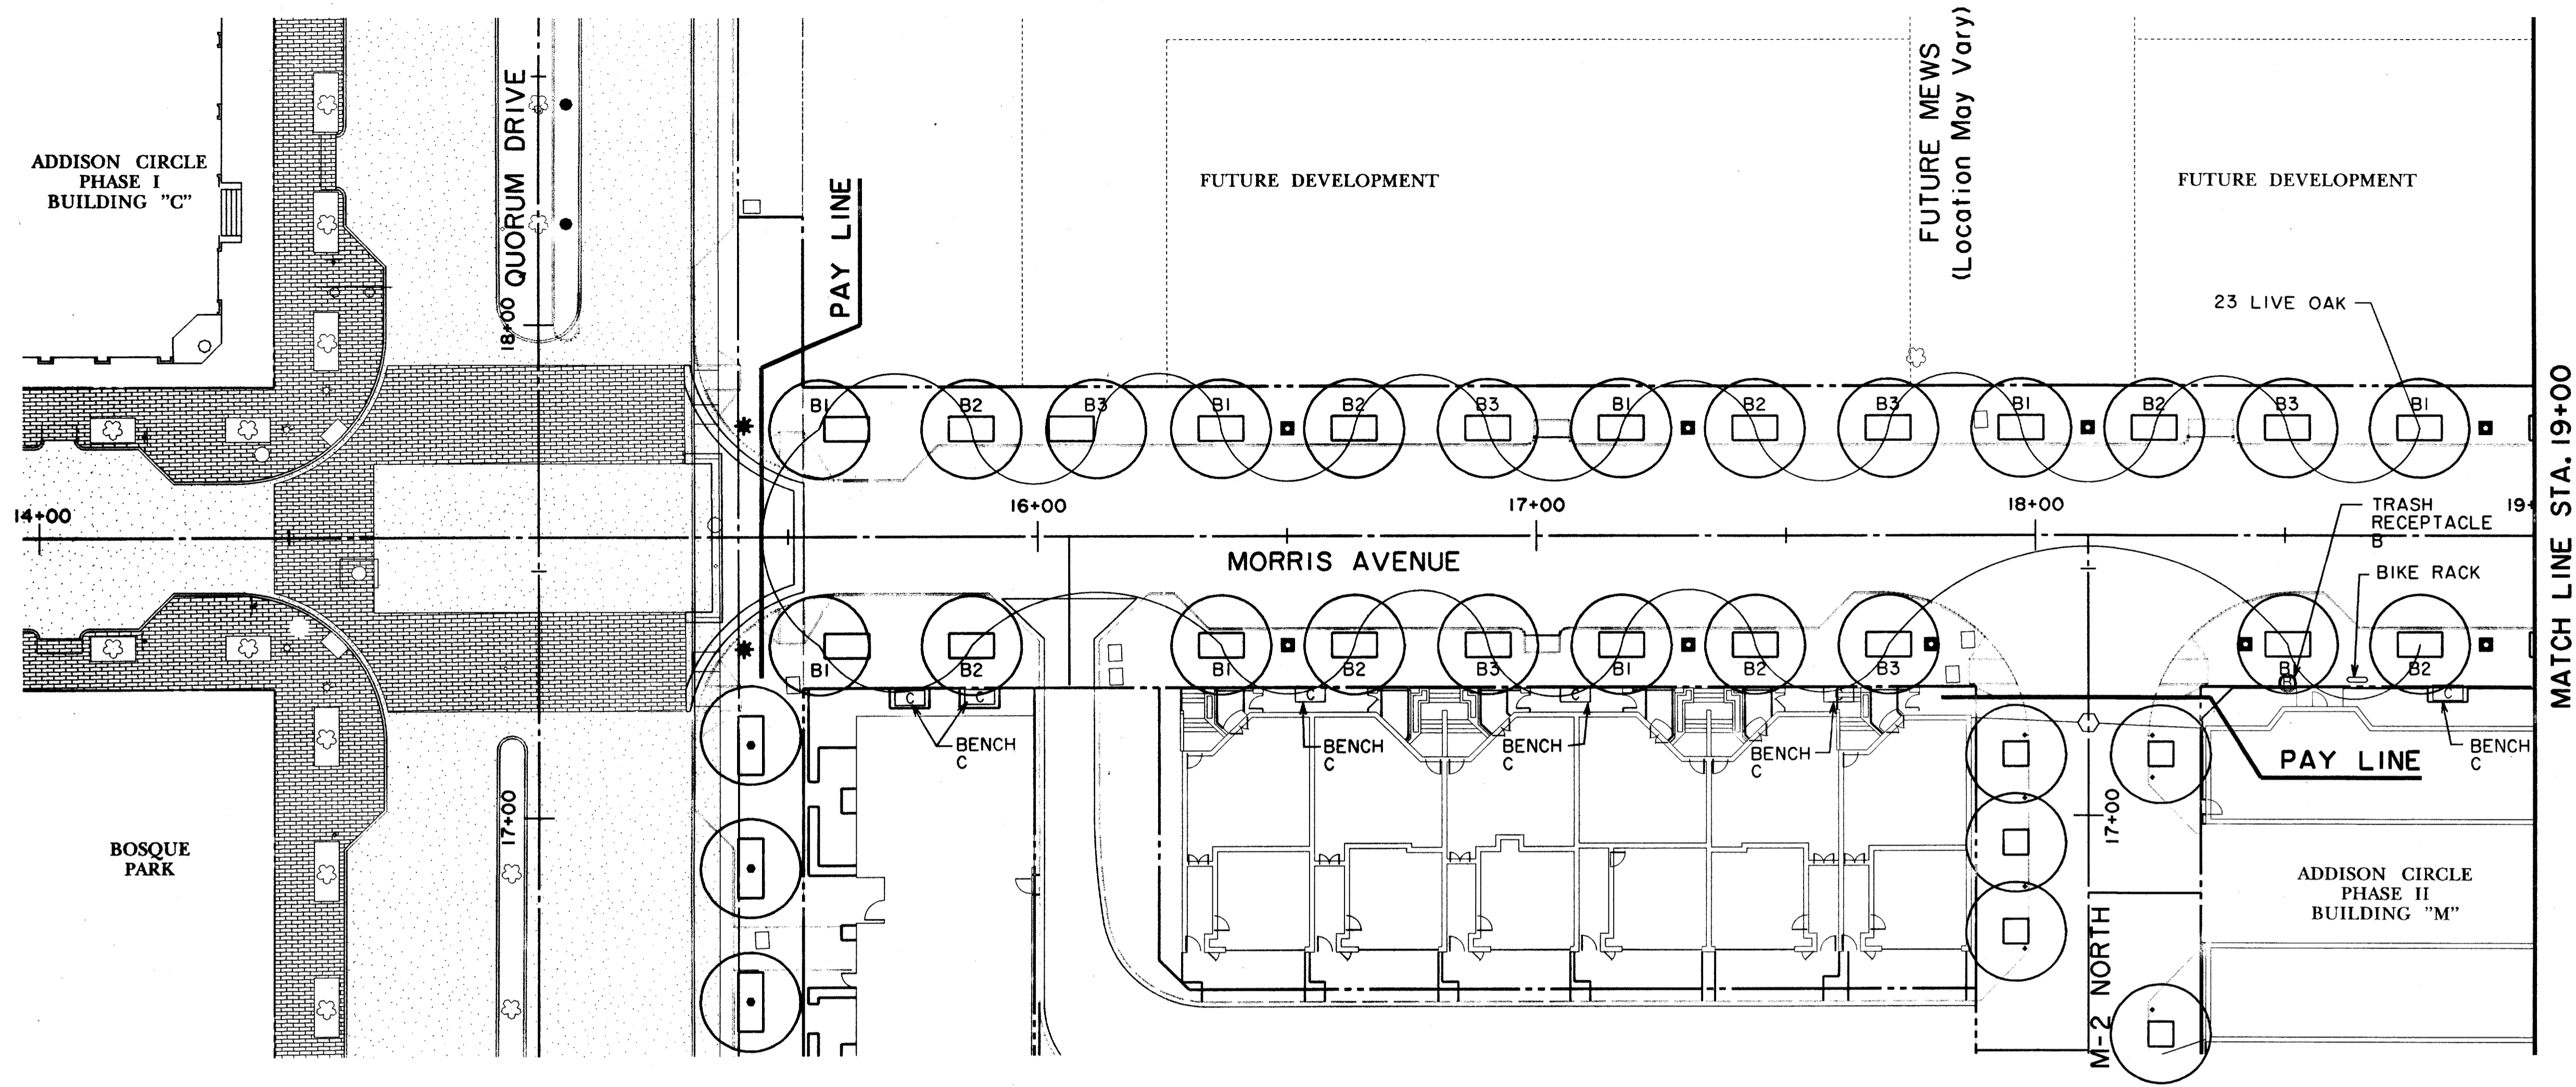 ADDISON CIRCLE
PHASE I
BUILDING "C"
QUORUM DRIVE
18+00
PAY LINE
FUTURE DEVELOPMENT
FUTURE MEWS
(Location May Vary)
FUTURE DEVELOPMENT
23 LIVE OAK
MATCH LINE STA. 19+00
B1
B2
B3
B1
B2
B3
B1
B2
B3
B1
B2
B3
B1
14+00
16+00
17+00
18+00
19+
TRASH
RECEPTACLE
B
MORRIS AVENUE
BIKE RACK
B1
B2
B1
B2
B3
B1
B2
B3
B2
C
C
C
C
C
BENCH
C
BENCH
C
BENCH
C
BENCH
C
BENCH
C
PAY LINE
17+00
17+00
BOSQUE
PARK
ADDISON CIRCLE
PHASE II
BUILDING "M"
M-2 NORTH